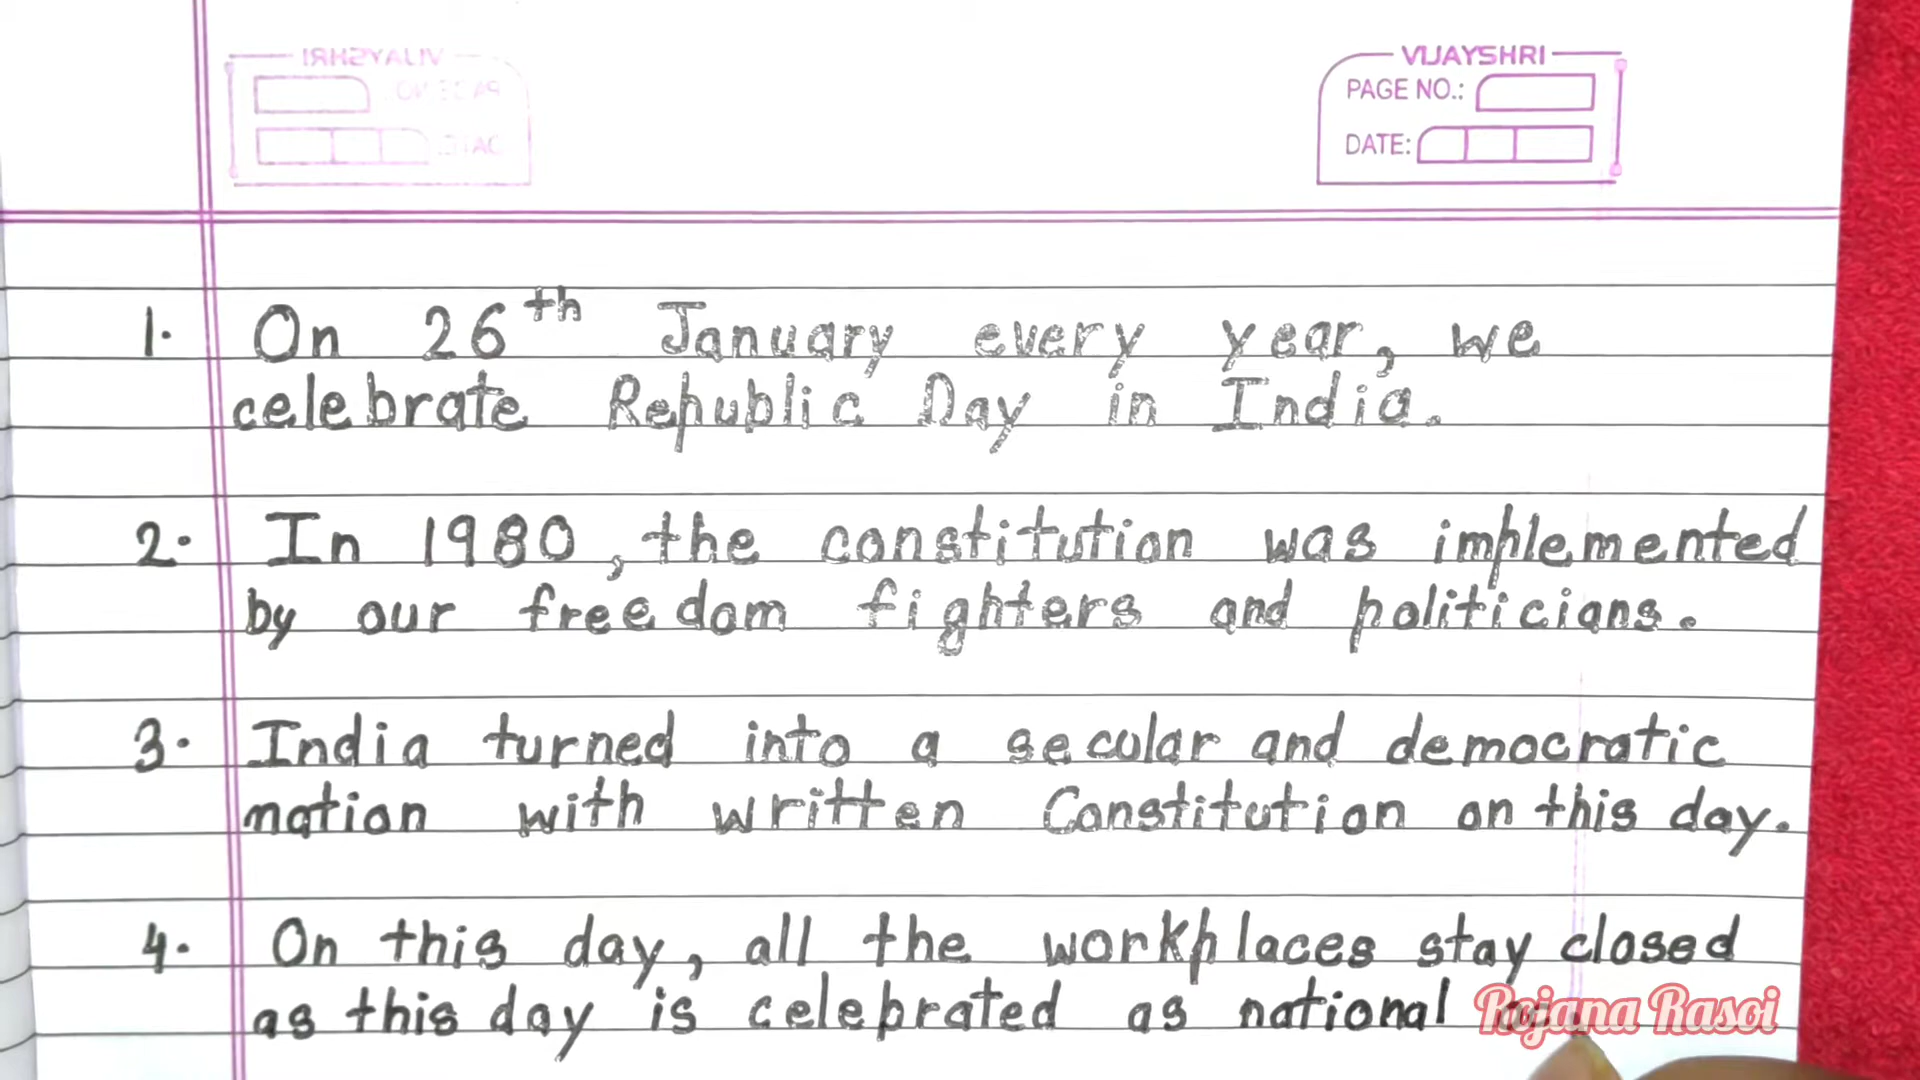 VIJAYSHRI
PAGE NO.:
DATE:
1. On 26th January every year, we
celebrate Republic Day in India.
2. In 1980, the constitution was implemented
by our freedom fighters and politicians.
3. India turned into a secular and democratic
nation with written Constitution on this day.
4. On this day, all the workplaces stay closed
as this day is celebrated as national
Rojana Rasoi